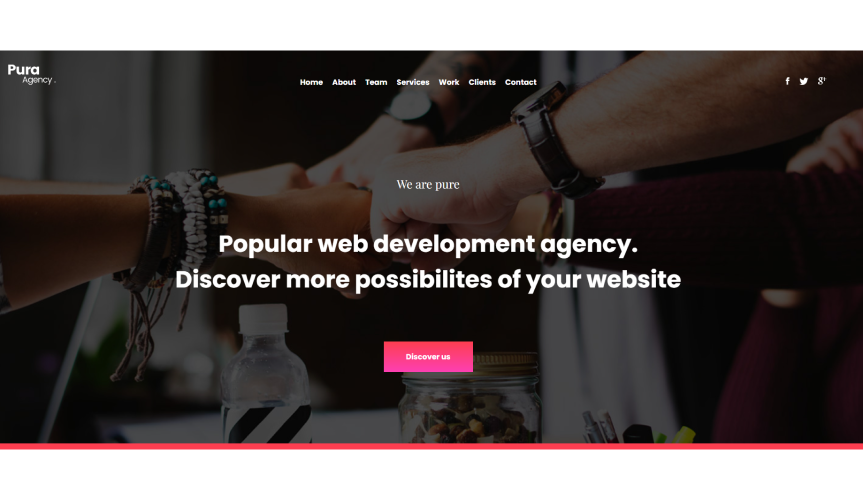 Pura
Agency .
Home About Team Services Work Clients Contact
f g+
We are pure
Popular web development agency.
Discover more possibilites of your website
Discover us